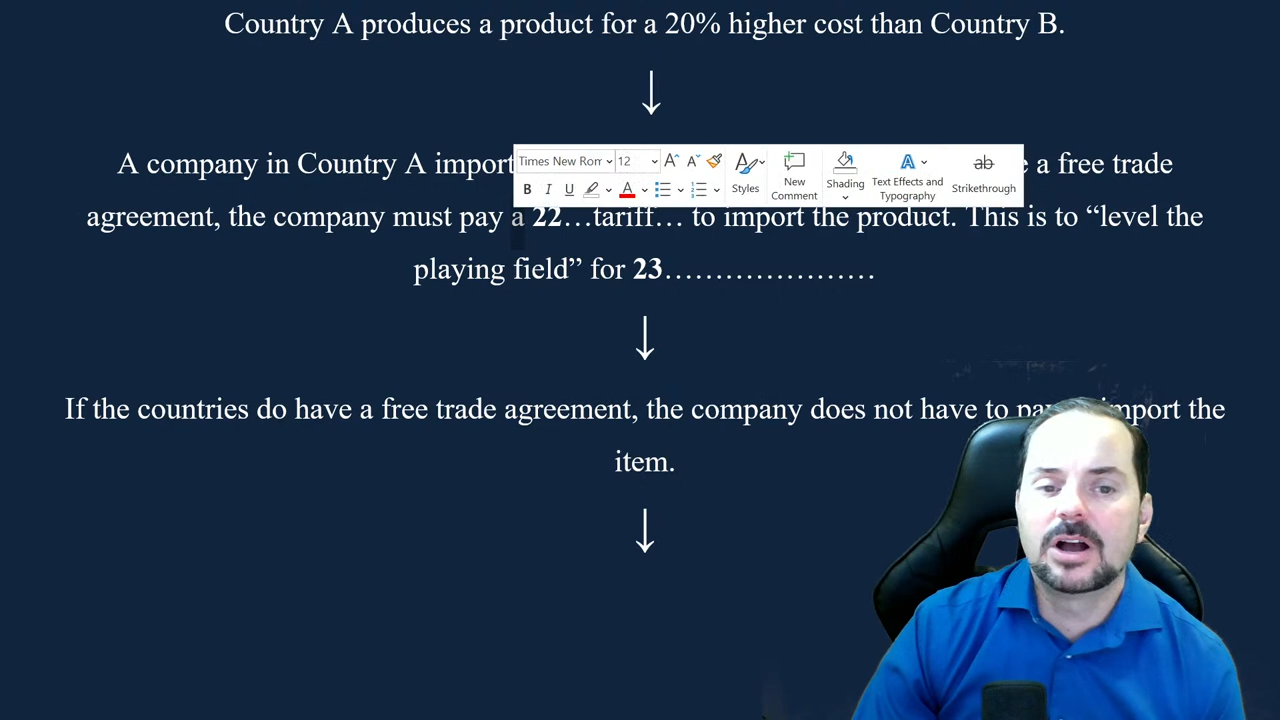 Country A produces a product for a 20% higher cost than Country B.
↓
A company in Country A import
Times New Rom 12
B I U A
Styles
New Comment
Shading
Text Effects and Typography
ab Strikethrough
a free trade
agreement, the company must pay a 22…tariff… to import the product. This is to “level the
playing field” for 23…………………
↓
If the countries do have a free trade agreement, the company does not have to import the
item.
↓